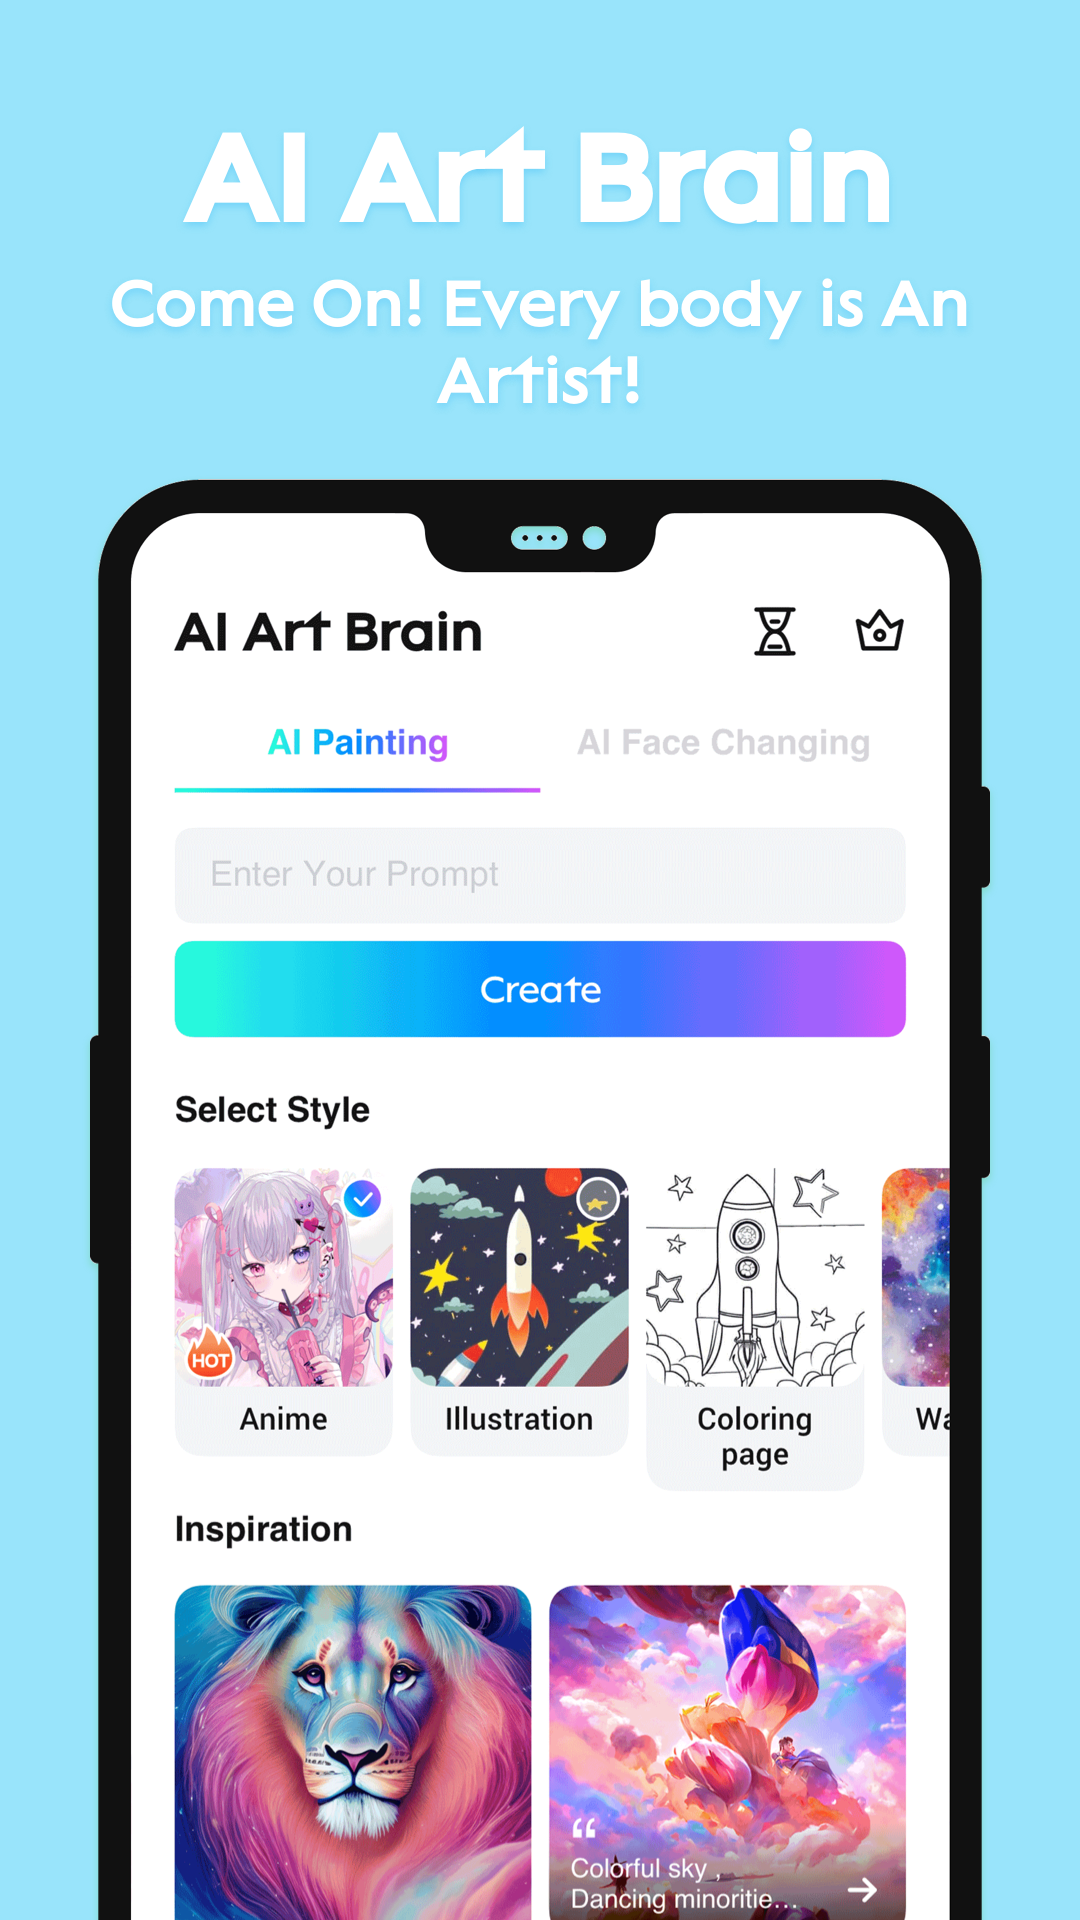 AI Art Brain
Come On! Every body is An
Artist!
AI Art Brain
AI Painting
AI Face Changing
Enter Your Prompt
Create
Select Style
HOT
Anime
Illustration
Coloring
page
Wa
Inspiration
“
Colorful sky ,
Dancing minoritie...